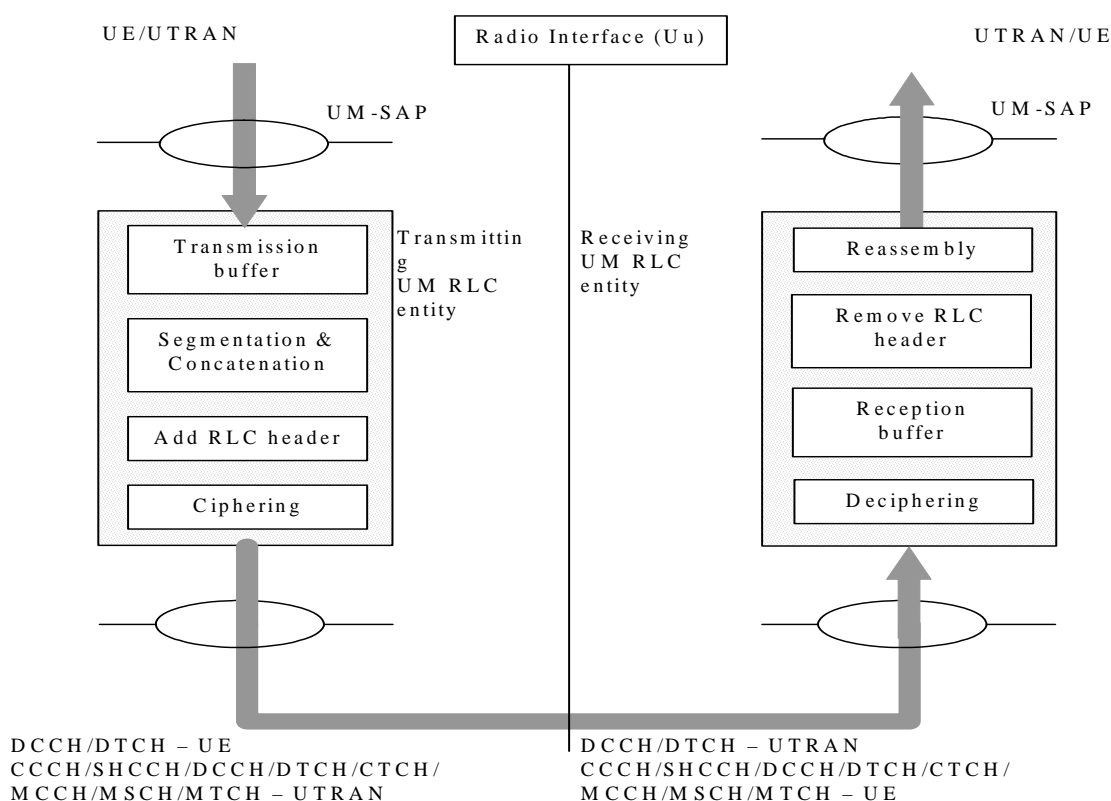 UE/UTRAN
Radio Interface (Uu)
UTRAN/UE
UM-SAP
UM-SAP
Transmission
buffer
Segmentation &
Concatenation
Add RLC header
Ciphering
Transmittin
g
UM RLC
entity
Receiving
UM RLC
entity
Reassembly
Remove RLC
header
Reception
buffer
Deciphering
DCCH/DTCH – UE
CCCH/SHCCH/DCCH/DTCH/CTCH/
MCCH/MSCH/MTCH – UTRAN
DCCH/DTCH – UTRAN
CCCH/SHCCH/DCCH/DTCH/CTCH/
MCCH/MSCH/MTCH – UE